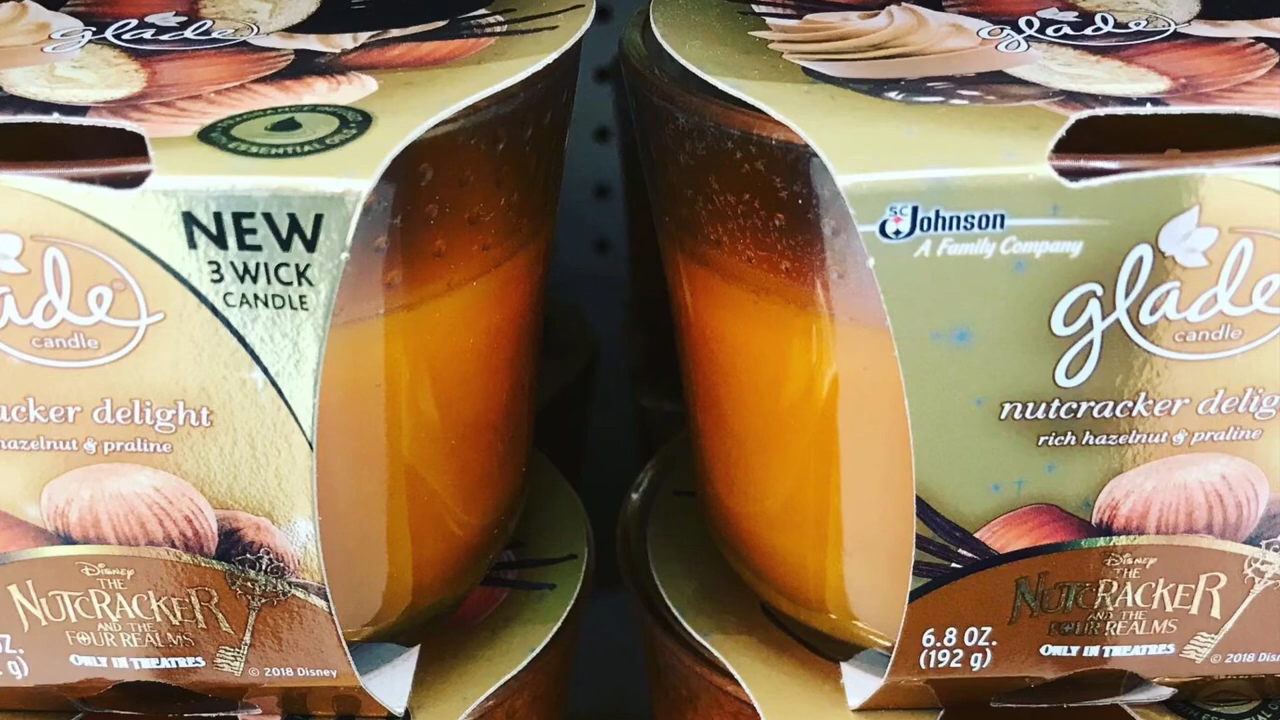 glade
FRAGRANCE INFUSED
WITH ESSENTIAL OILS
NEW
3 WICK
CANDLE
lade
candle
acker delight
hazelnut & praline
Disney
THE
NUTCRACKER
AND THE
FOUR REALMS
ONLY IN THEATRES
Z.
g)
© 2018 Disney
glade
SC Johnson
A Family Company
glade
candle
nutcracker delig
rich hazelnut & praline
Disney
THE
NUTCRACKER
AND THE
FOUR REALMS
ONLY IN THEATRES
6.8 OZ.
(192 g)
© 2018 Disn